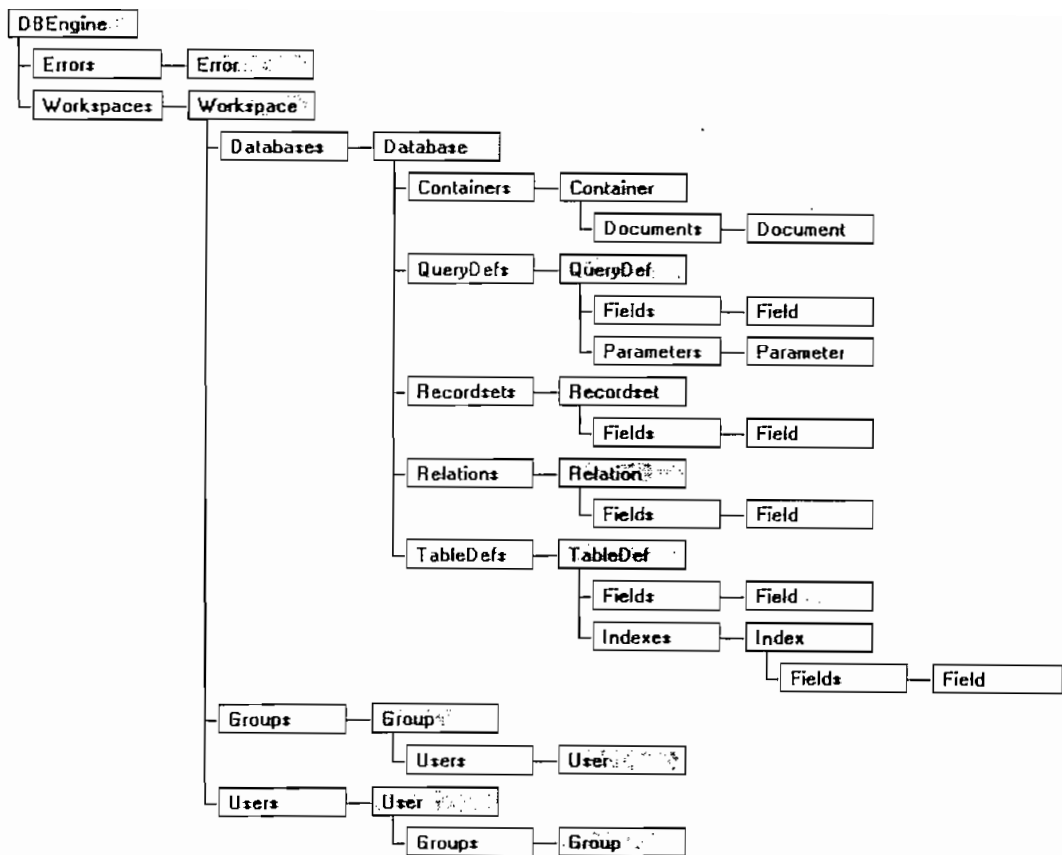 DBEngine
Errors Error
Workspaces Workspace
Databases Database
Containers Container
Documents Document
QueryDefs QueryDef
Fields Field
Parameters Parameter
Recordsets Recordset
Fields Field
Relations Relation
Fields Field
TableDefs TableDef
Fields Field
Indexes Index
Fields Field
Groups Group
Users User
Users User
Groups Group